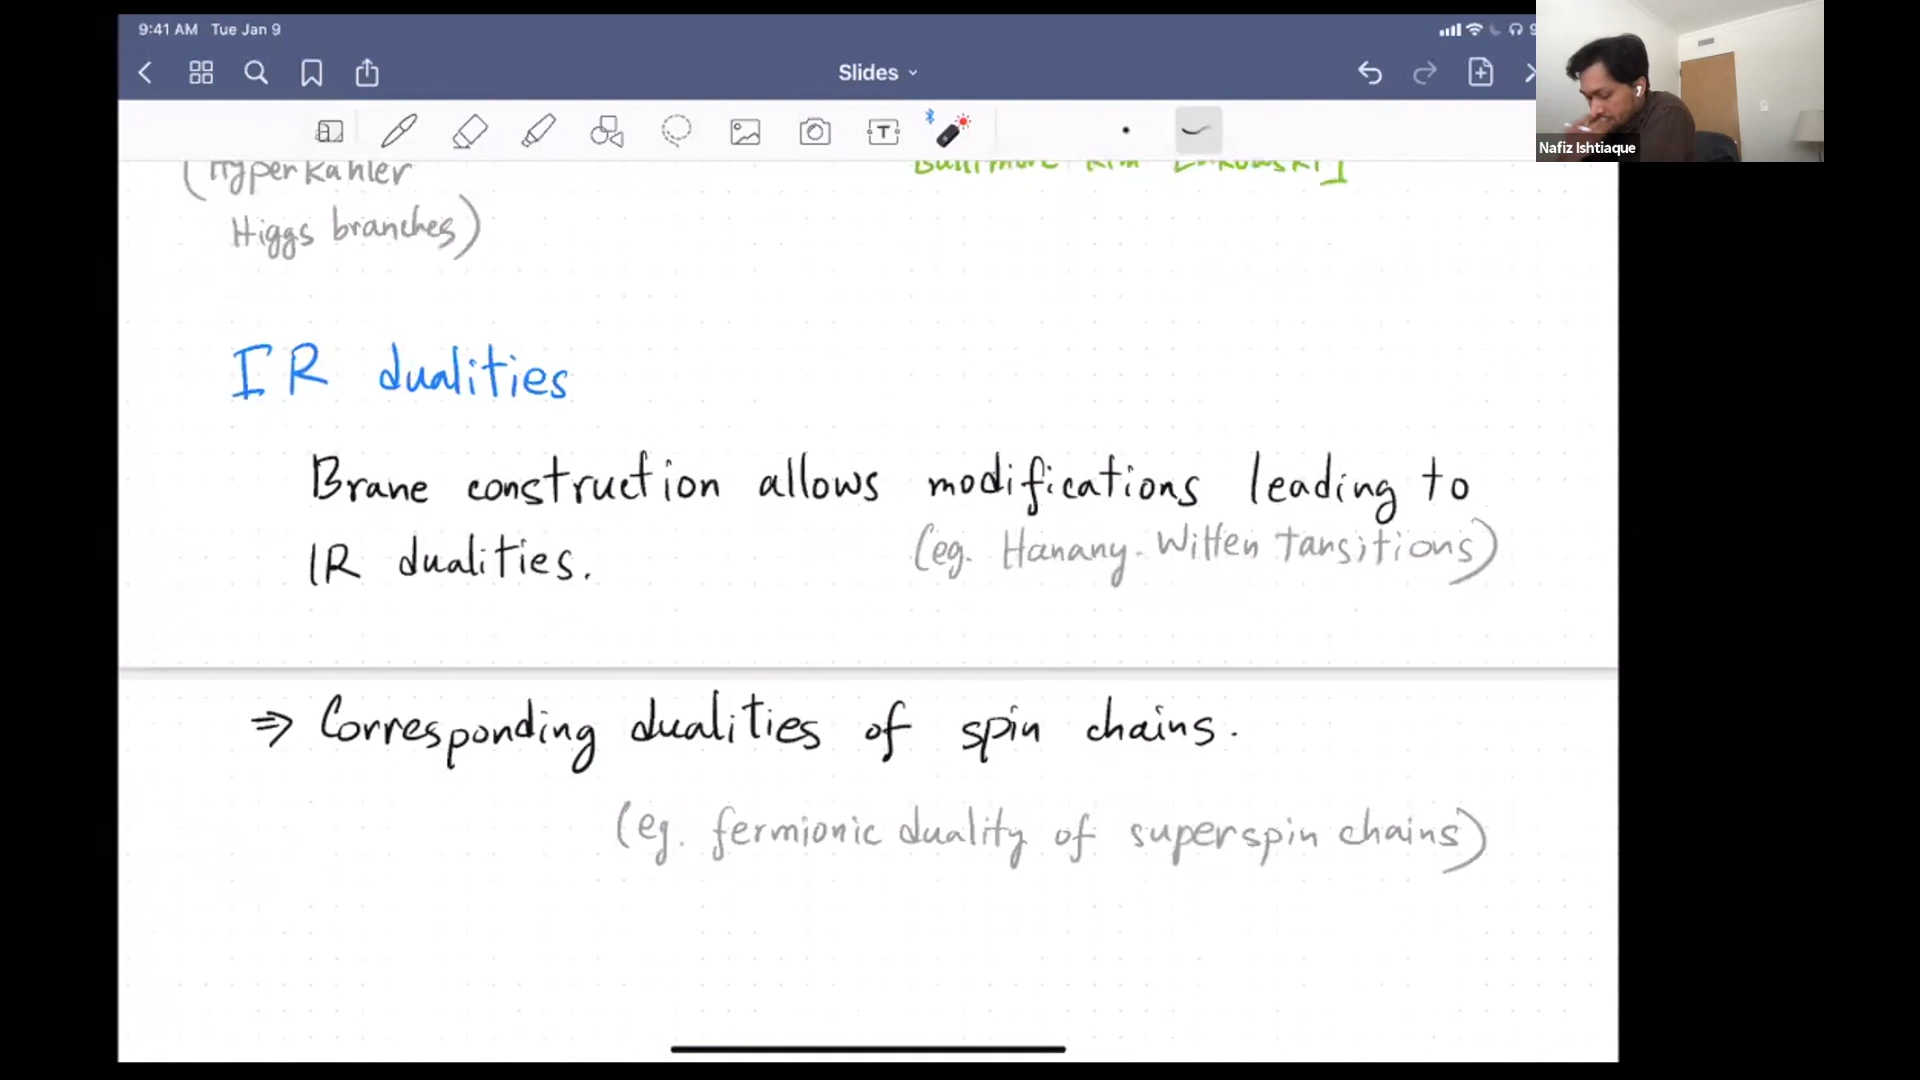 9:41 AM Tue Jan 9
Slides
T
Nafiz Ishtiaque
(HyperKahler
Higgs branches)
IR dualities
Brane construction allows modifications leading to
IR dualities.
(eg. Hanany-Witten tansitions)
⇒ Corresponding dualities of spin chains.
(eg. fermionic duality of superspin chains)